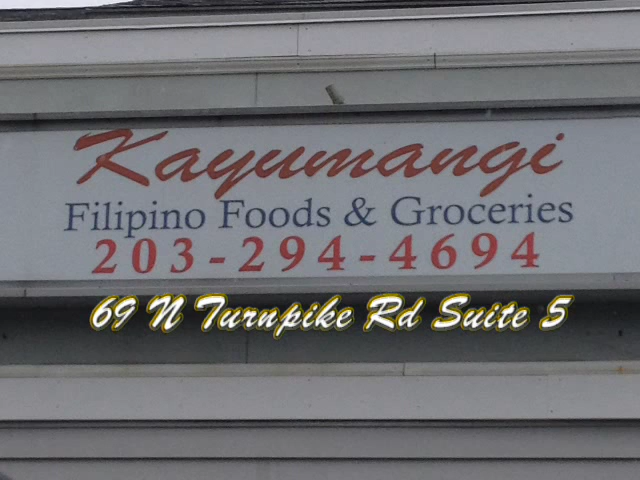 Kayumangi
Filipino Foods & Groceries
203-294-4694
69 N Turnpike Rd Suite 5